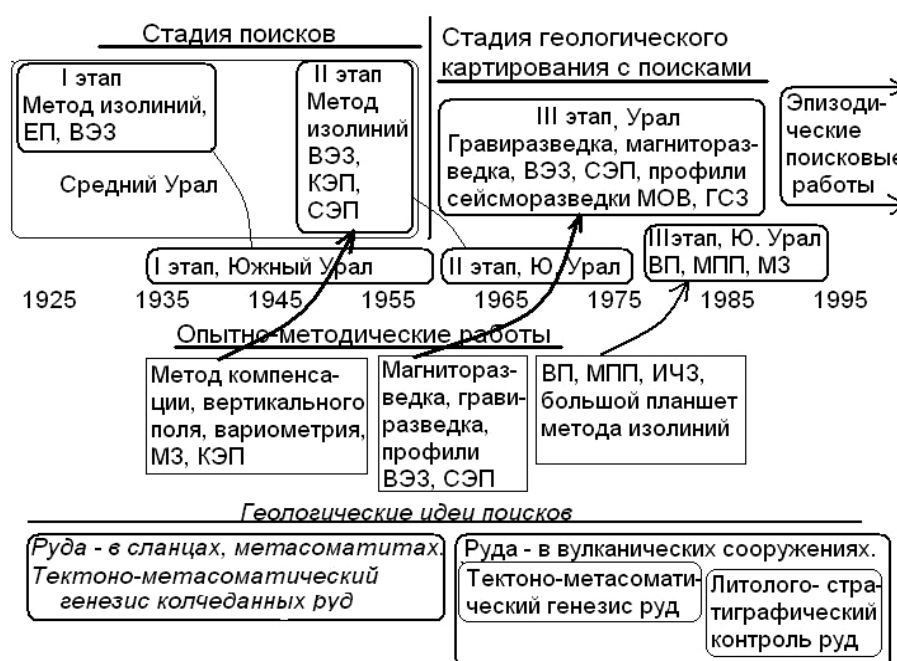 Стадия поисков
Стадия геологического
картирования с поисками
I этап
Метод изолиний,
ЕП, ВЭЗ
Средний Урал
II этап
Метод
изолиний
ВЭЗ,
КЭП,
СЭП
III этап, Урал
Гравиразведка, магнитораз-
ведка, ВЭЗ, СЭП, профили
сейсморазведки МОВ, ГСЗ
Эпизоди-
ческие
поисковые
работы
I этап, Южный Урал
II этап, Ю. Урал
IIIэтап, Ю. Урал
ВП, МПП, МЗ
1925 1935 1945 1955 1965 1975 1985 1995
Опытно-методические работы
Метод компенса-
ции, вертикального
поля, вариометрия,
МЗ, КЭП
Магнитораз-
ведка, грави-
разведка,
профили
ВЭЗ, СЭП
ВП, МПП, ИЧЗ,
большой планшет
метода изолиний
Геологические идеи поисков
Руда - в сланцах, метасоматитах.
Тектоно-метасоматический
генезис колчеданных руд
Руда - в вулканических сооружениях.
Тектоно-метасомати-
ческий генезис руд
Литолого- стра-
тиграфический
контроль руд